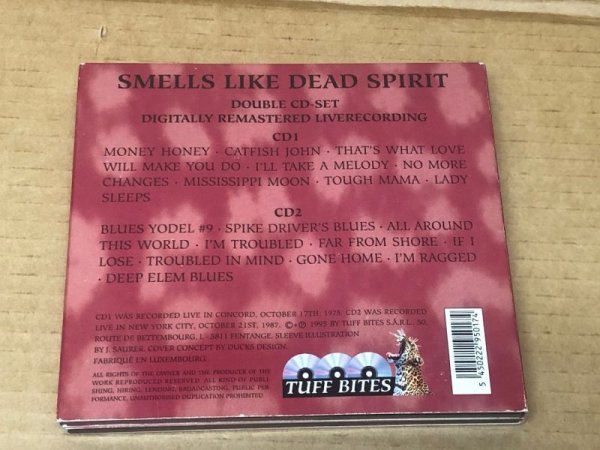 SMELLS LIKE DEAD SPIRIT
DOUBLE CD-SET
DIGITALLY REMASTERED LIVERECORDING
CD1
MONEY HONEY · CATFISH JOHN · THAT'S WHAT LOVE
WILL MAKE YOU DO · I'LL TAKE A MELODY · NO MORE
CHANGES · MISSISSIPPI MOON · TOUGH MAMA · LADY
SLEEPS
CD2
BLUES YODEL #9 · SPIKE DRIVER'S BLUES · ALL AROUND
THIS WORLD · I'M TROUBLED · FAR FROM SHORE · IF I
LOSE · TROUBLED IN MIND · GONE HOME · I'M RAGGED
· DEEP ELEM BLUES
CD1 WAS RECORDED LIVE IN CONCORD, OCTOBER 17TH, 1975. CD2 WAS RECORDED
LIVE IN NEW YORK CITY, OCTOBER 21ST, 1987. ©+℗ 1995 BY TUFF BITES S.À.R.L., 50,
ROUTE DE BETTEMBOURG, L-5811 FENTANGE. SLEEVE ILLUSTRATION
BY J. SAURER. COVER CONCEPT BY DUCKS DESIGN.
FABRIQUÉ EN LUXEMBOURG.
ALL RIGHTS OF THE OWNER AND THE PRODUCER OF THE
WORK REPRODUCED RESERVED. ALL KIND OF PUBLI-
SHING, HIRING, LENDING, BROADCASTING, PUBLIC PER-
FORMANCE, UNAUTHORISED DUPLICATION PROHIBITED
TUFF BITES
5 450222 950174